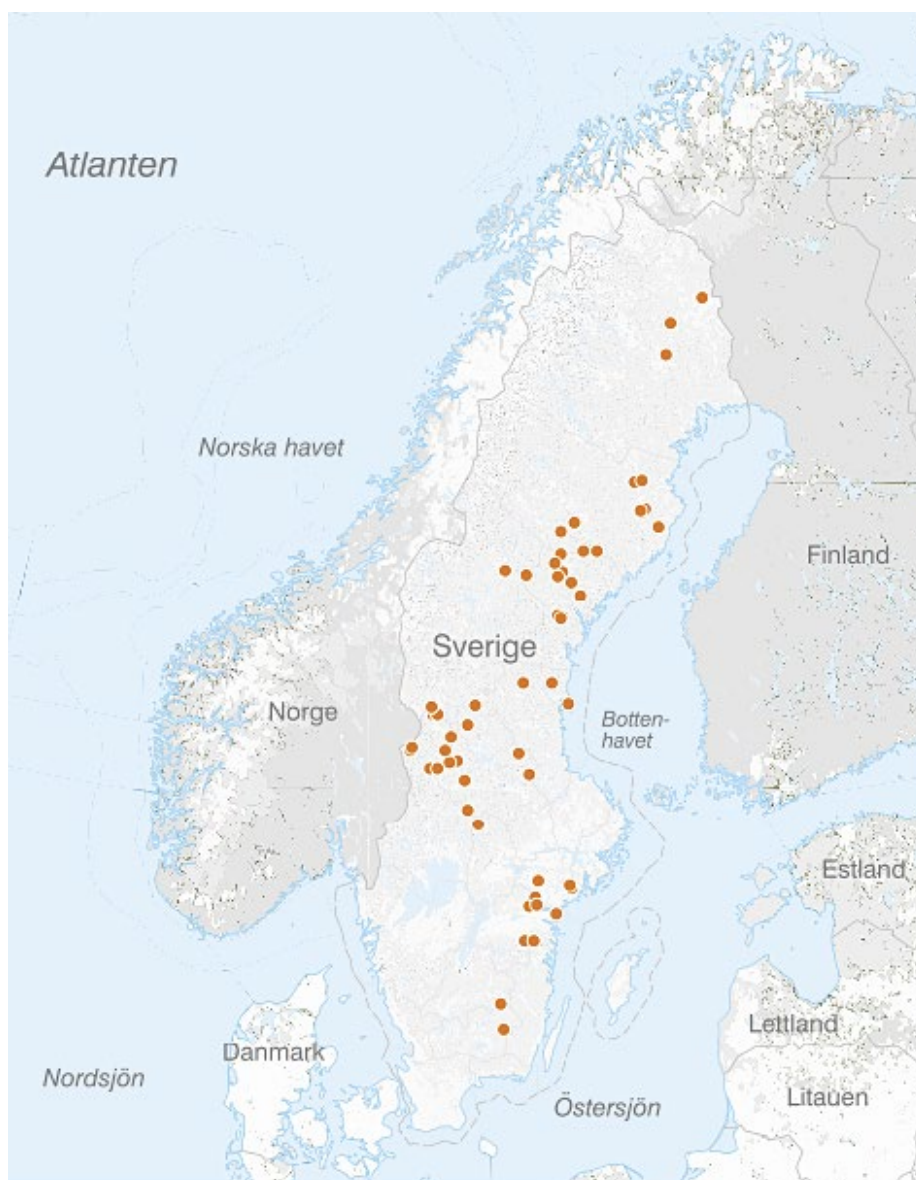 Atlanten
Norska havet
Finland
Sverige
Norge
Botten-
havet
Estland
Lettland
Danmark
Nordsjön
Litauen
Östersjön